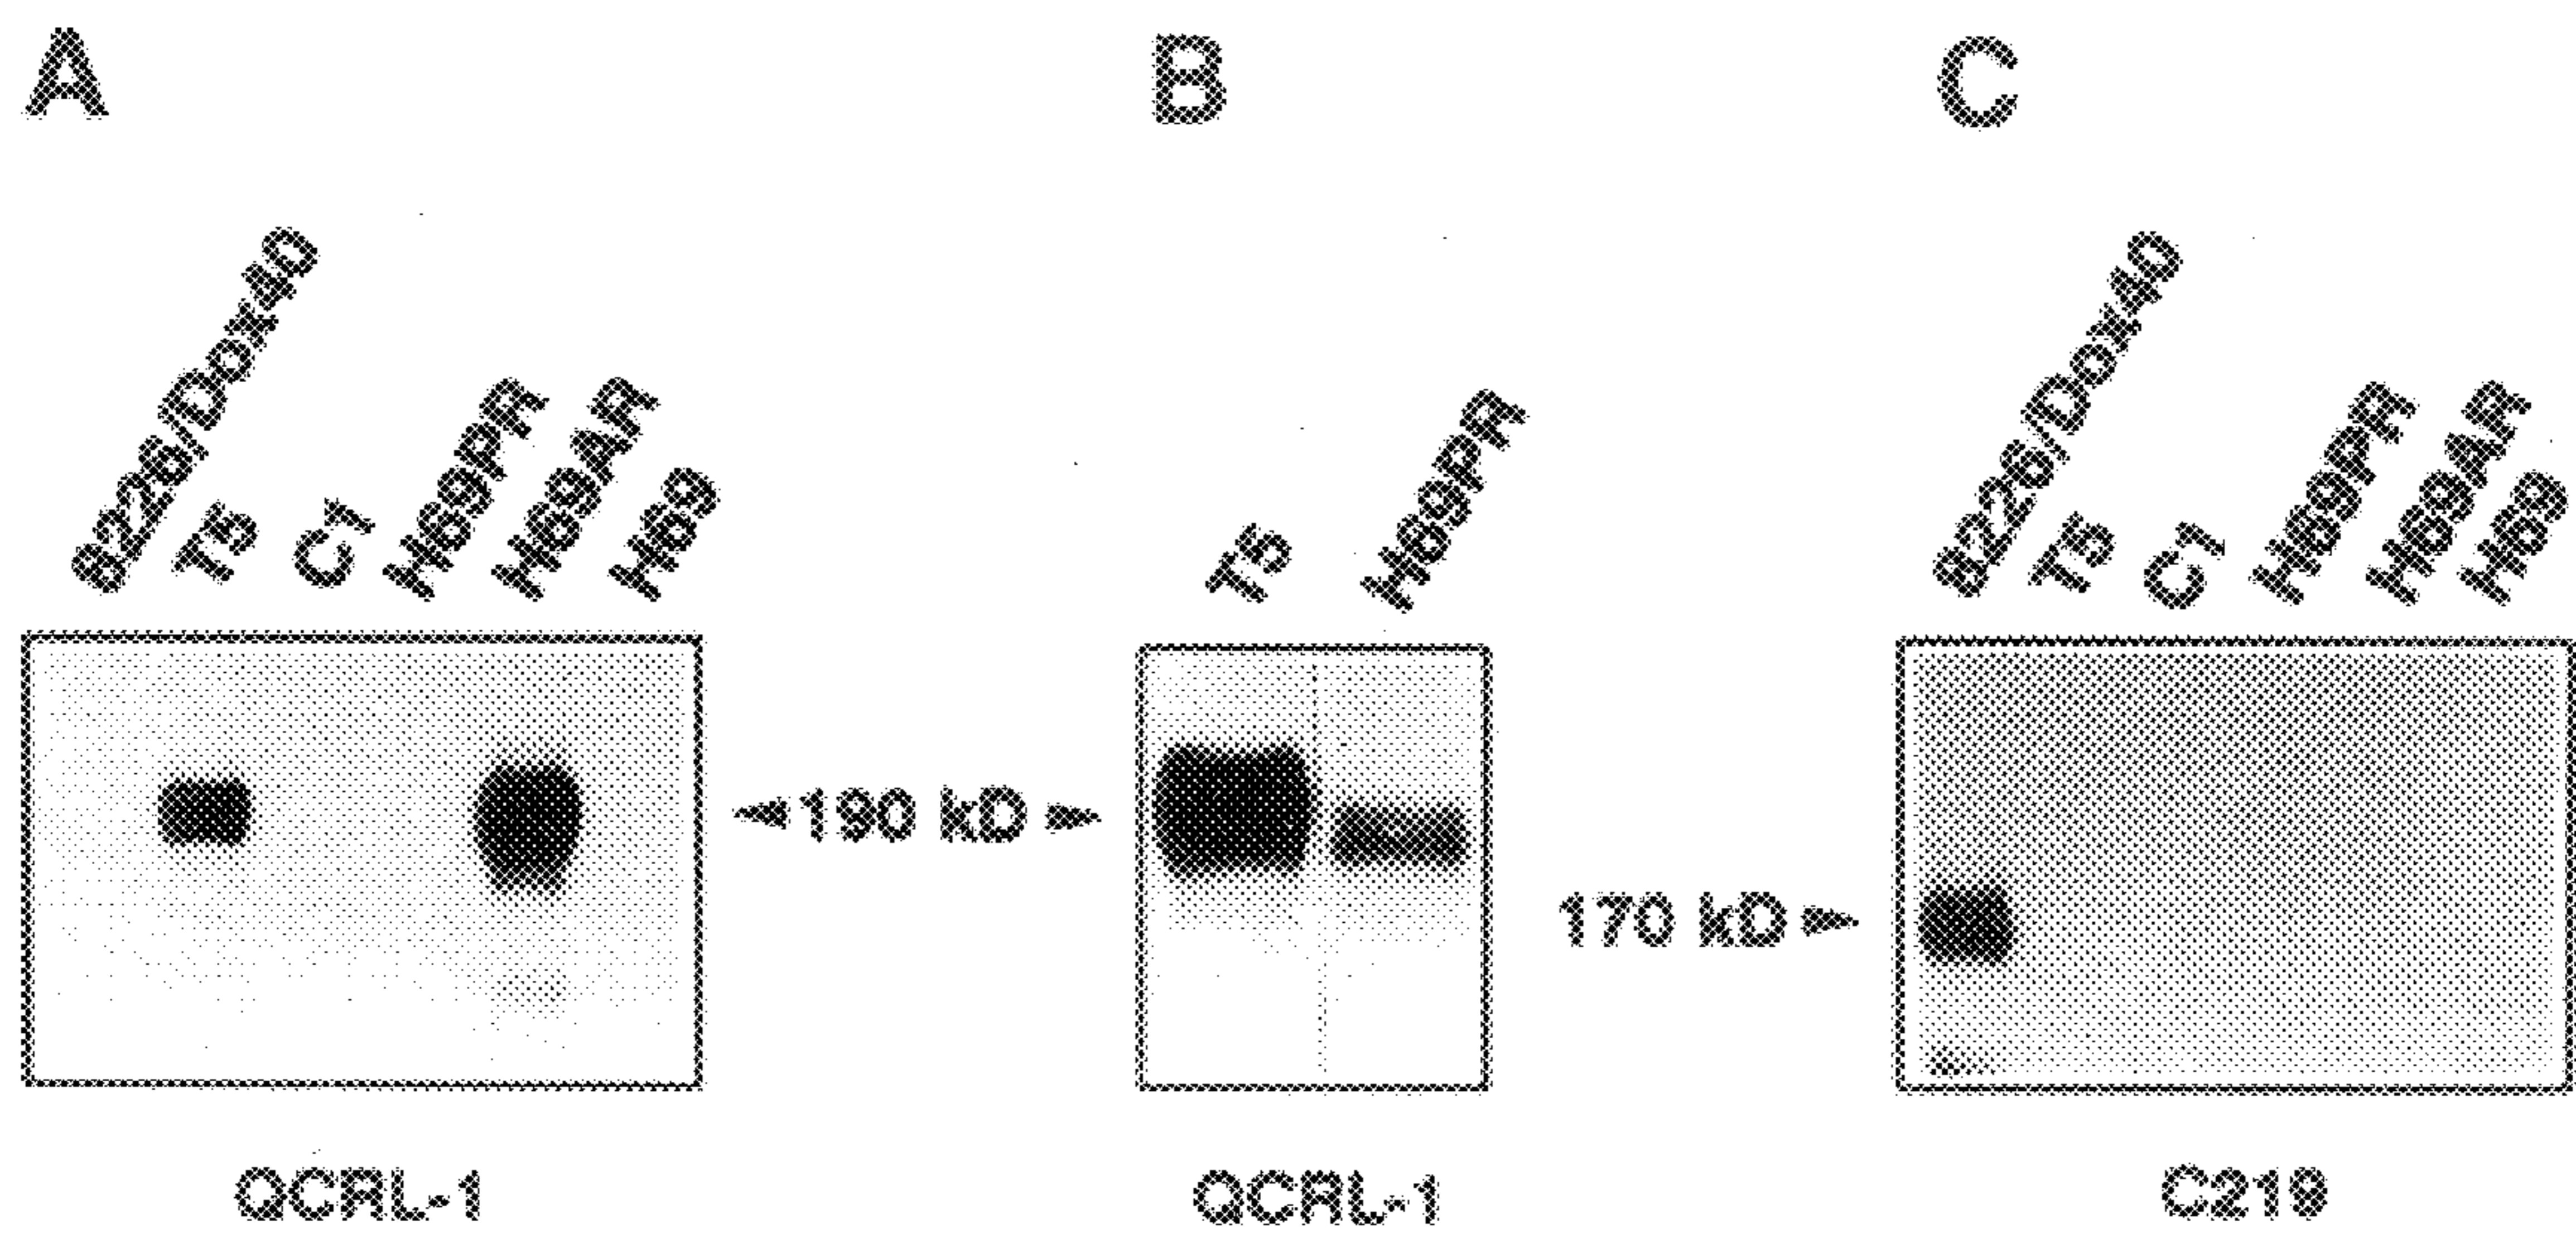 A B C
8226/Dox40 T5 C1 H69PR H69AR H69
T5 H69PR
8226/Dox40 T5 C1 H69PR H69AR H69
190 kD
170 kD
QCRL-1 QCRL-1 C219